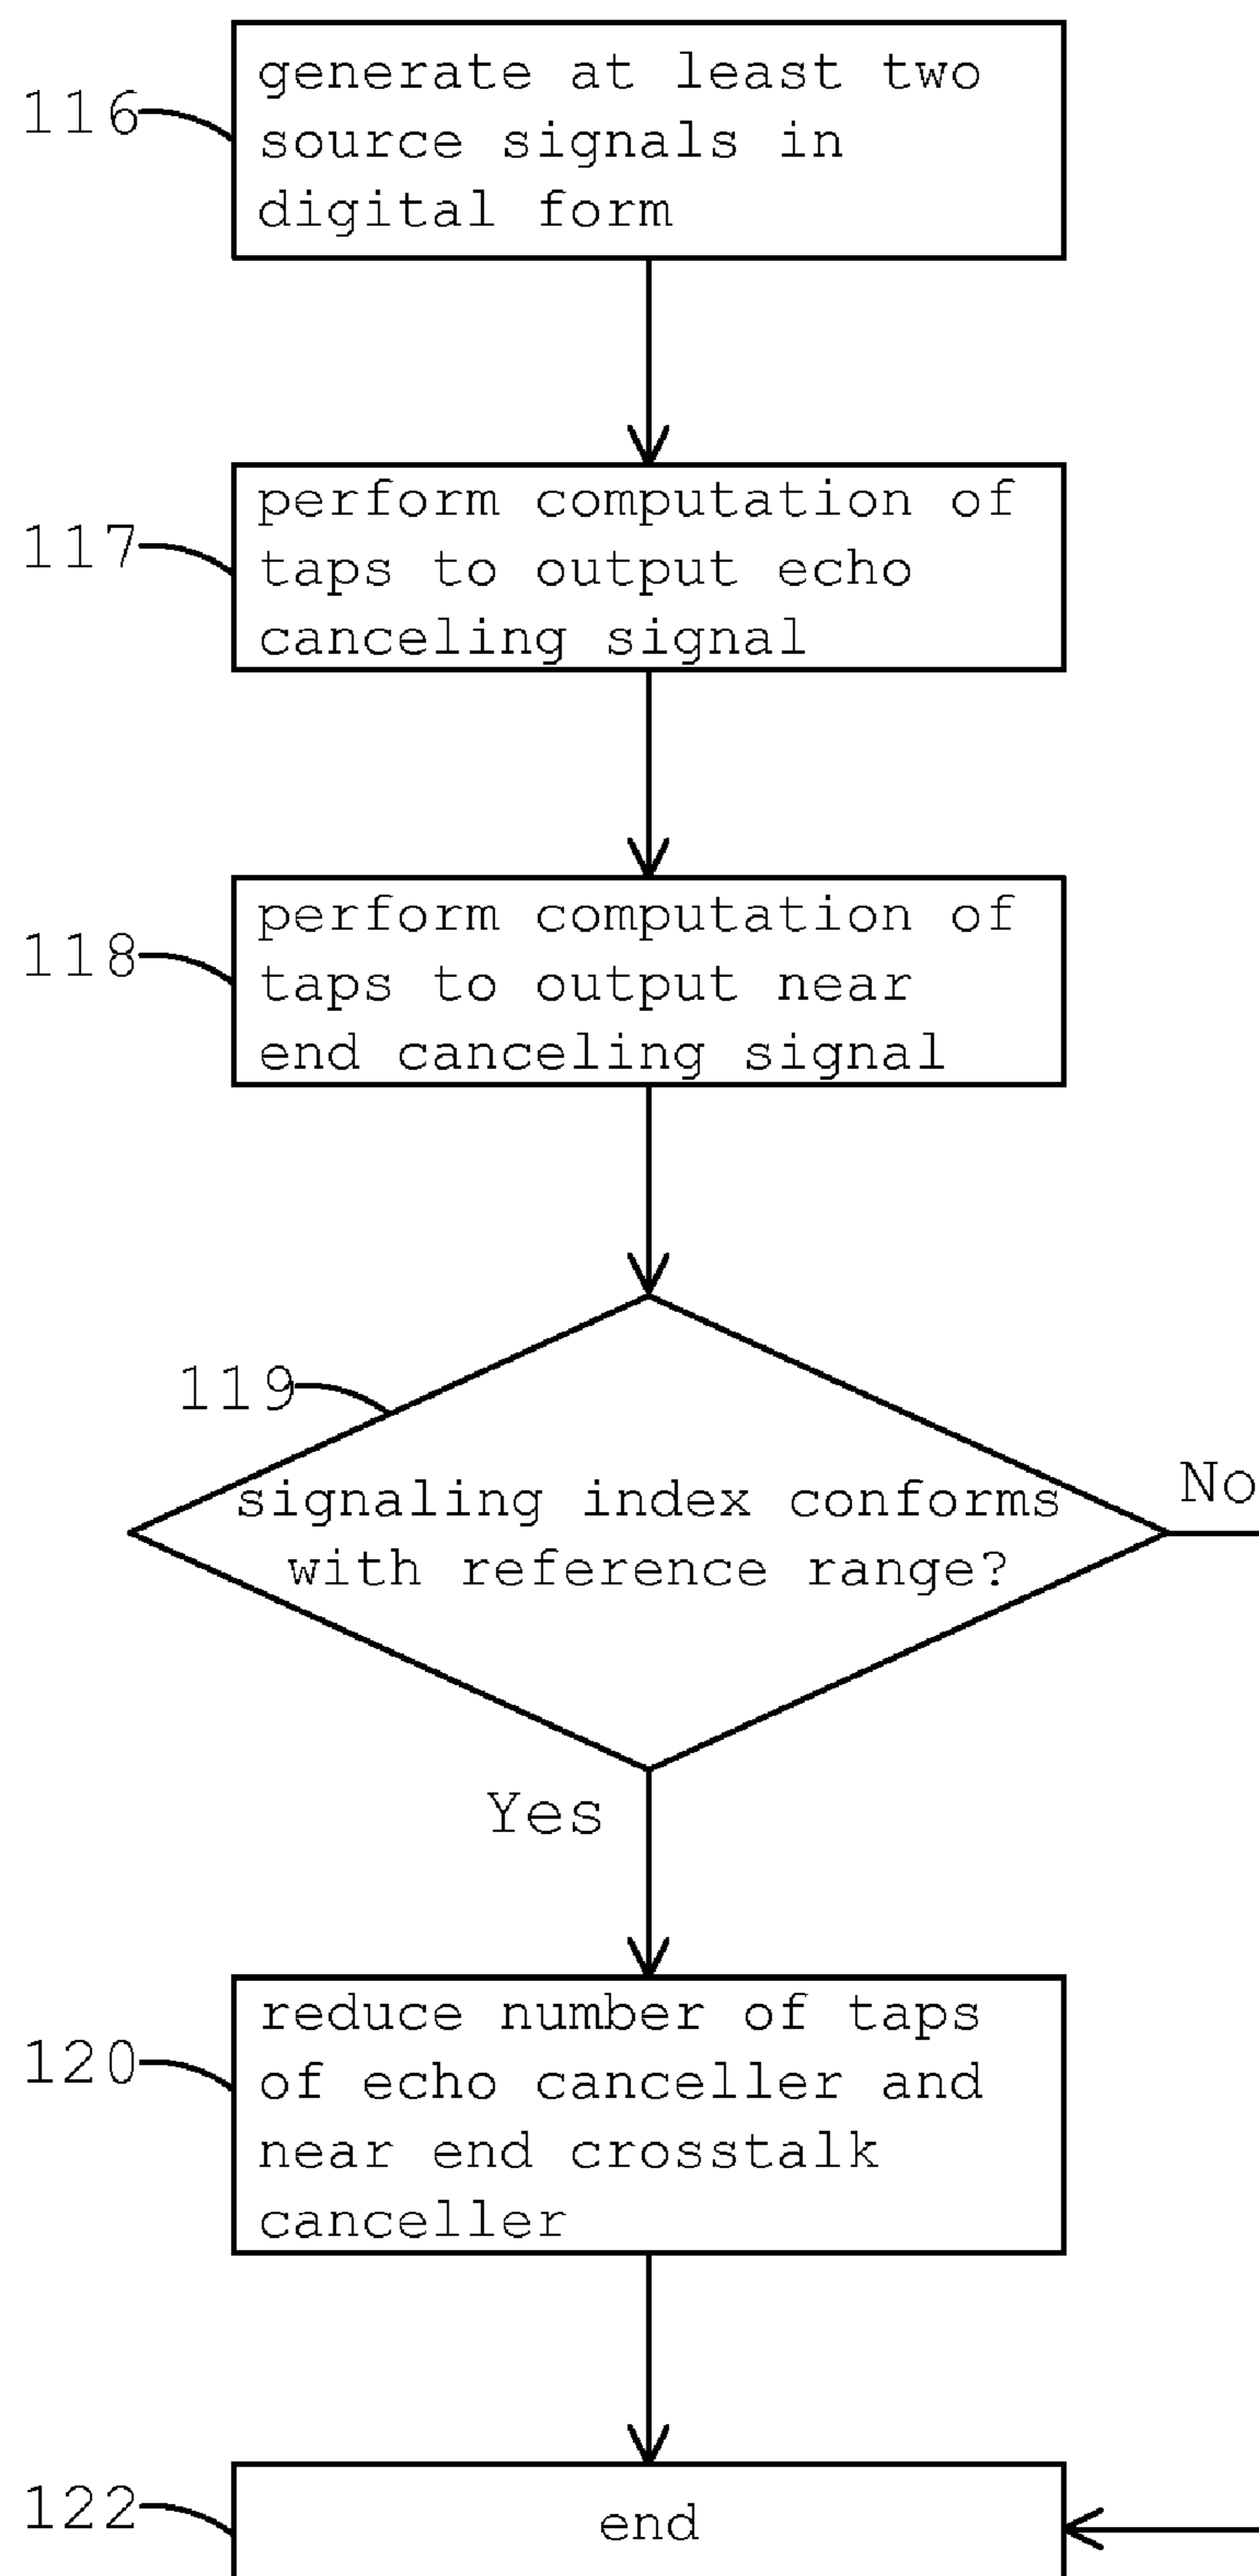 116
generate at least two
source signals in
digital form
117
perform computation of
taps to output echo
canceling signal
118
perform computation of
taps to output near
end canceling signal
119
signaling index conforms
with reference range?
No
Yes
120
reduce number of taps
of echo canceller and
near end crosstalk
canceller
122
end